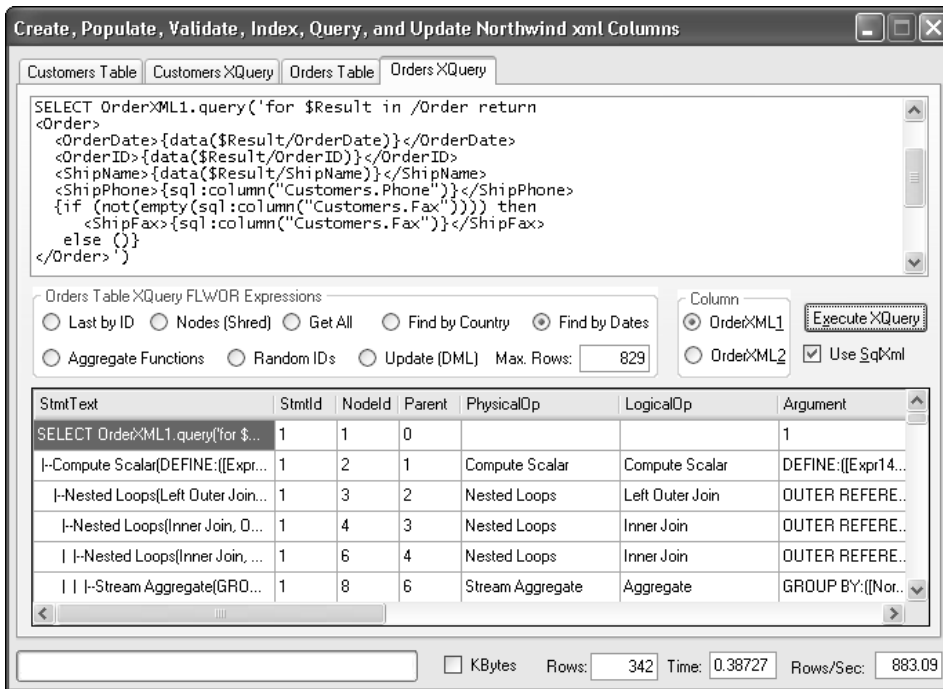 Create, Populate, Validate, Index, Query, and Update Northwind xml Columns
Customers Table Customers XQuery Orders Table Orders XQuery
SELECT OrderXML1.query('for $Result in /Order return
<Order>
<OrderDate>{data($Result/OrderDate)}</OrderDate>
<OrderID>{data($Result/OrderID)}</OrderID>
<ShipName>{data($Result/ShipName)}</ShipName>
<ShipPhone>{sql:column("Customers.Phone")}</ShipPhone>
{if (not(empty(sql:column("Customers.Fax")))) then
<ShipFax>{sql:column("Customers.Fax")}</ShipFax>
else ()}
</Order>')
Orders Table XQuery FLWOR Expressions Column
Last by ID Nodes (Shred) Get All Find by Country Find by Dates OrderXML1 Execute XQuery
Aggregate Functions Random IDs Update (DML) Max. Rows: 829 OrderXML2 Use SqlXml
StmtText StmtId NodeId Parent PhysicalOp LogicalOp Argument
SELECT OrderXML1.query('for $... 1 1 0 1
|--Compute Scalar(DEFINE:([Expr... 1 2 1 Compute Scalar Compute Scalar DEFINE:([Expr14...
|--Nested Loops(Left Outer Join... 1 3 2 Nested Loops Left Outer Join OUTER REFERE...
|--Nested Loops(Inner Join, O... 1 4 3 Nested Loops Inner Join OUTER REFERE...
| |--Nested Loops(Inner Join, ... 1 6 4 Nested Loops Inner Join OUTER REFERE...
| | |--Stream Aggregate(GRO... 1 8 6 Stream Aggregate Aggregate GROUP BY:([Nor...
KBytes Rows: 342 Time: 0.38727 Rows/Sec: 883.09